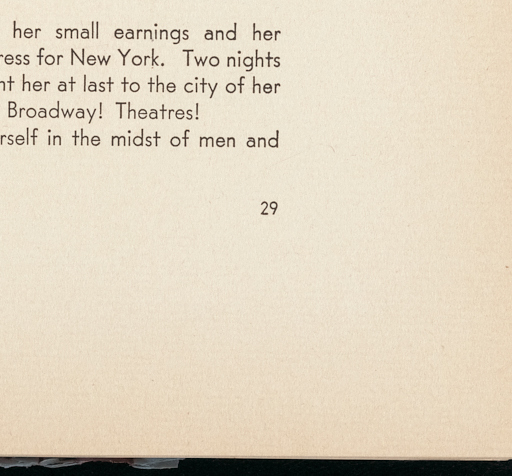 her small earnings and her
ress for New York. Two nights
nt her at last to the city of her
Broadway! Theatres!
rself in the midst of men and
29